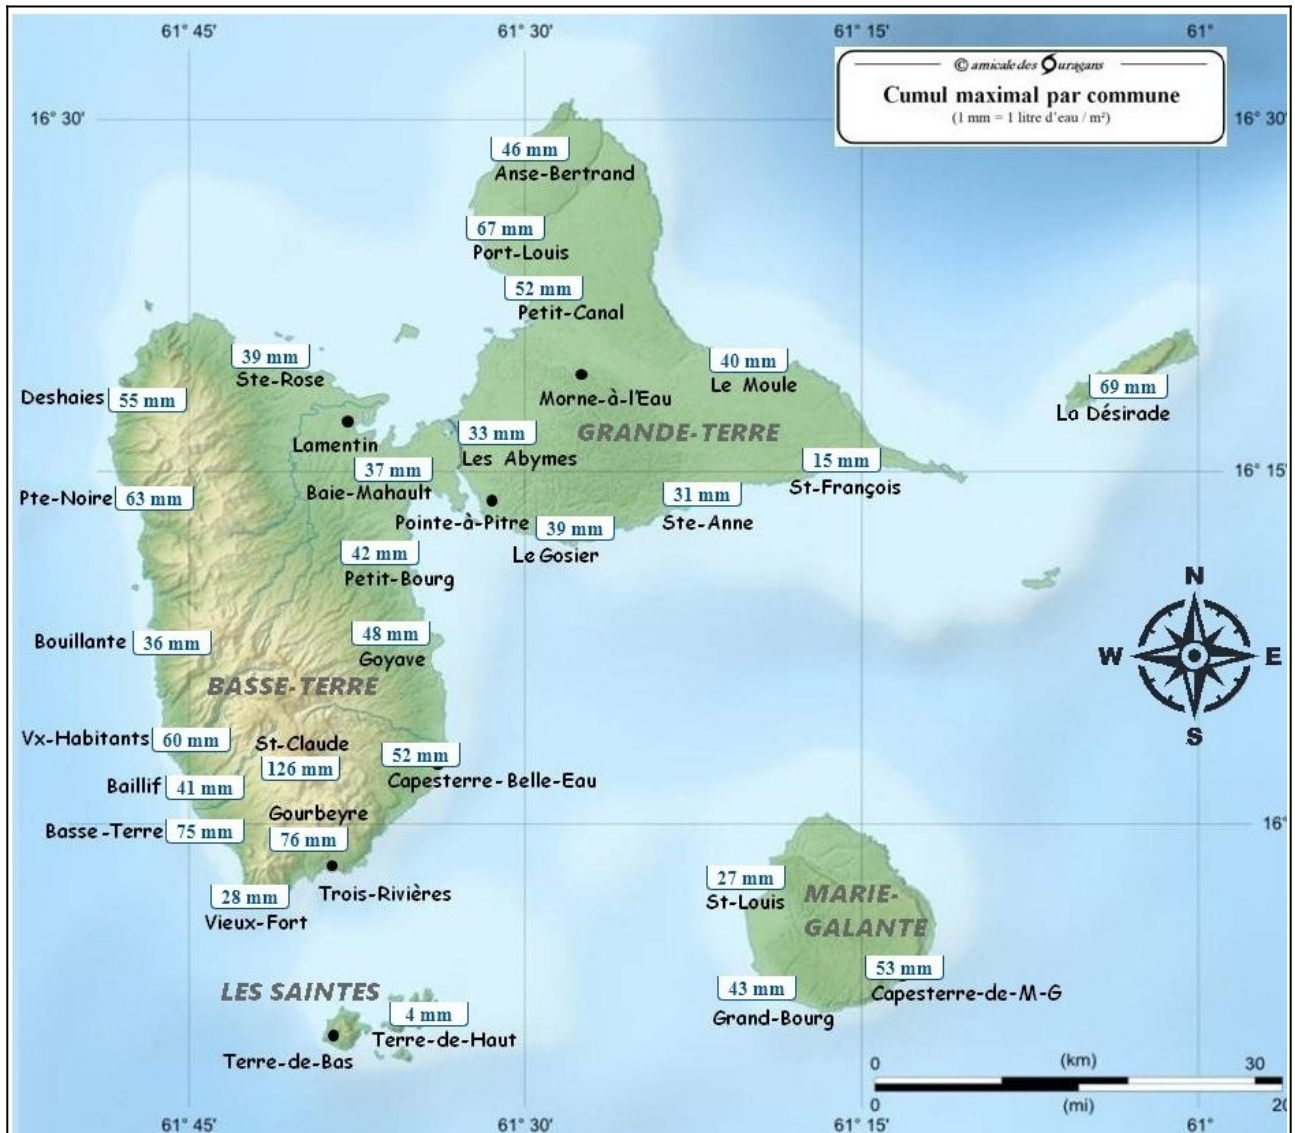 61° 45'
61° 30'
61° 15'
61°
© amicale des Ouragans
Cumul maximal par commune
(1 mm = 1 litre d'eau / m²)
16° 30'
16° 30'
46 mm
Anse-Bertrand
67 mm
Port-Louis
52 mm
Petit-Canal
39 mm
Ste-Rose
40 mm
Le Moule
Deshaies
55 mm
Morne-à-l'Eau
69 mm
La Désirade
Lamentin
33 mm
Les Abymes
GRANDE-TERRE
37 mm
Baie-Mahault
15 mm
St-François
16° 15'
Pte-Noire
63 mm
Pointe-à-Pitre
31 mm
Ste-Anne
39 mm
Le Gosier
42 mm
Petit-Bourg
N
W
E
S
Bouillante
36 mm
48 mm
Goyave
BASSE-TERRE
Vx-Habitants
60 mm
St-Claude
126 mm
52 mm
Capesterre-Belle-Eau
Baillif
41 mm
Gourbeyre
76 mm
Basse-Terre
75 mm
16°
Trois-Rivières
28 mm
Vieux-Fort
27 mm
St-Louis
MARIE-
GALANTE
53 mm
Capesterre-de-M-G
43 mm
Grand-Bourg
LES SAINTES
4 mm
Terre-de-Haut
Terre-de-Bas
0
(km)
30
0
(mi)
61° 45'
61° 30'
61° 15'
61°